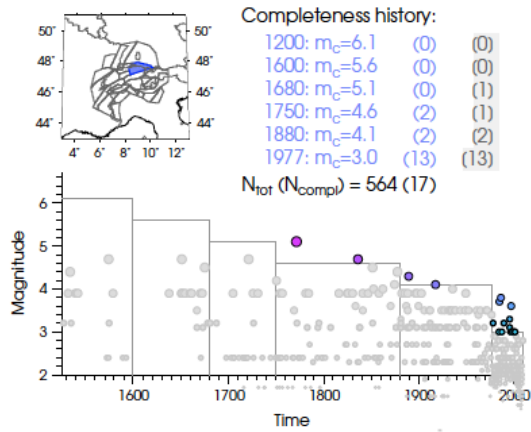 Completeness history:
1200: mc=6.1 (0) (0)
1600: mc=5.6 (0) (0)
1680: mc=5.1 (0) (1)
1750: mc=4.6 (2) (1)
1880: mc=4.1 (2) (2)
1977: mc=3.0 (13) (13)
Ntot (Ncompl) = 564 (17)
50° 50°
48° 48°
46° 46°
44° 44°
4° 6° 8° 10° 12°
6
5
4
3
2
Magnitude
1600 1700 1800 1900 2000
Time